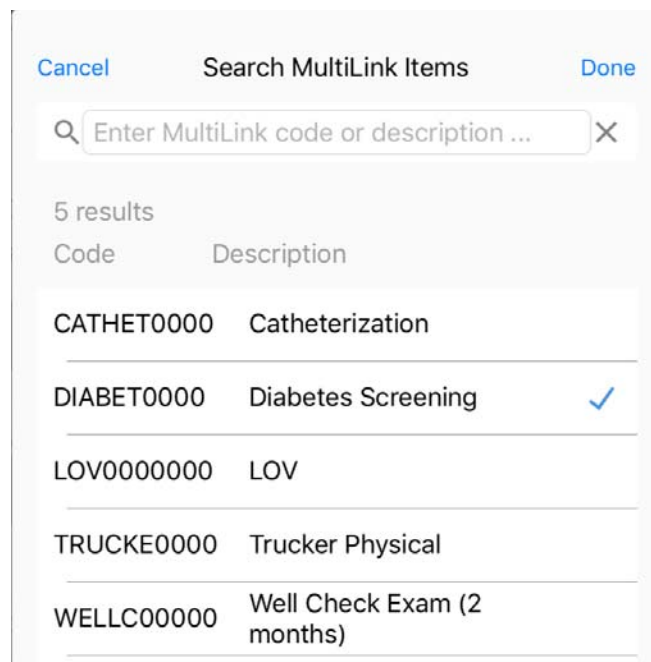 Cancel Search MultiLink Items Done
Enter MultiLink code or description ...
5 results
Code Description
CATHET0000 Catheterization
DIABET0000 Diabetes Screening
LOV0000000 LOV
TRUCKE0000 Trucker Physical
WELLC00000 Well Check Exam (2
months)